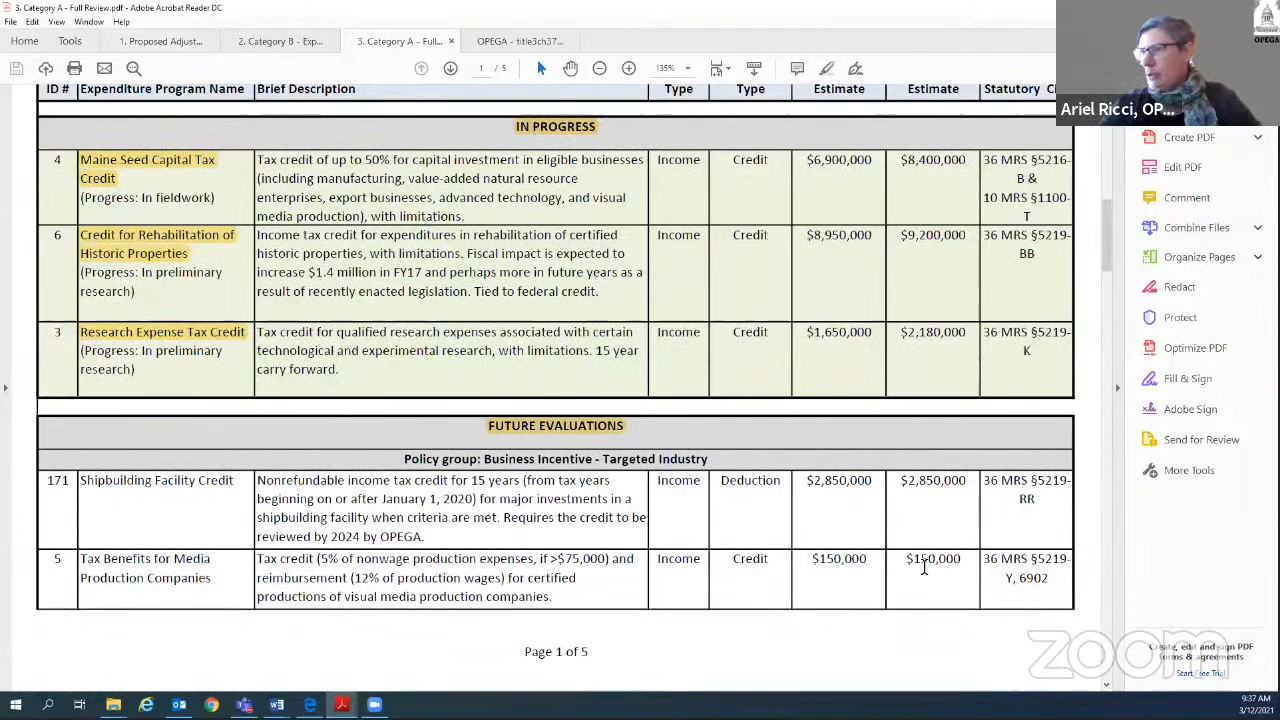 3. Category A - Full Review.pdf - Adobe Acrobat Reader DC
File Edit View Window Help
Home Tools 1. Proposed Adjust... 2. Category B - Exp... 3. Category A - Full... × OPEGA - title3ch37...
1 / 5 135%
OPEGA
Ariel Ricci, OP...
ID # Expenditure Program Name Brief Description Type Type Estimate Estimate Statutory
IN PROGRESS
4 Maine Seed Capital Tax Tax credit of up to 50% for capital investment in eligible businesses Income Credit $6,900,000 $8,400,000 36 MRS §5216-
Credit (including manufacturing, value-added natural resource B &
(Progress: In fieldwork) enterprises, export businesses, advanced technology, and visual 10 MRS §1100-
media production), with limitations. T
6 Credit for Rehabilitation of Income tax credit for expenditures in rehabilitation of certified Income Credit $8,950,000 $9,200,000 36 MRS §5219-
Historic Properties historic properties, with limitations. Fiscal impact is expected to BB
(Progress: In preliminary increase $1.4 million in FY17 and perhaps more in future years as a
research) result of recently enacted legislation. Tied to federal credit.
3 Research Expense Tax Credit Tax credit for qualified research expenses associated with certain Income Credit $1,650,000 $2,180,000 36 MRS §5219-
(Progress: In preliminary technological and experimental research, with limitations. 15 year K
research) carry forward.
FUTURE EVALUATIONS
Policy group: Business Incentive - Targeted Industry
171 Shipbuilding Facility Credit Nonrefundable income tax credit for 15 years (from tax years Income Deduction $2,850,000 $2,850,000 36 MRS §5219-
beginning on or after January 1, 2020) for major investments in a RR
shipbuilding facility when criteria are met. Requires the credit to be
reviewed by 2024 by OPEGA.
5 Tax Benefits for Media Tax credit (5% of nonwage production expenses, if >$75,000) and Income Credit $150,000 $150,000 36 MRS §5219-
Production Companies reimbursement (12% of production wages) for certified Y, 6902
productions of visual media production companies.
Page 1 of 5
Create PDF
Edit PDF
Comment
Combine Files
Organize Pages
Redact
Protect
Optimize PDF
Fill & Sign
Adobe Sign
Send for Review
More Tools
Create, edit and sign PDF
forms & agreements
Start Free Trial
zoom
9:37 AM
3/12/2021